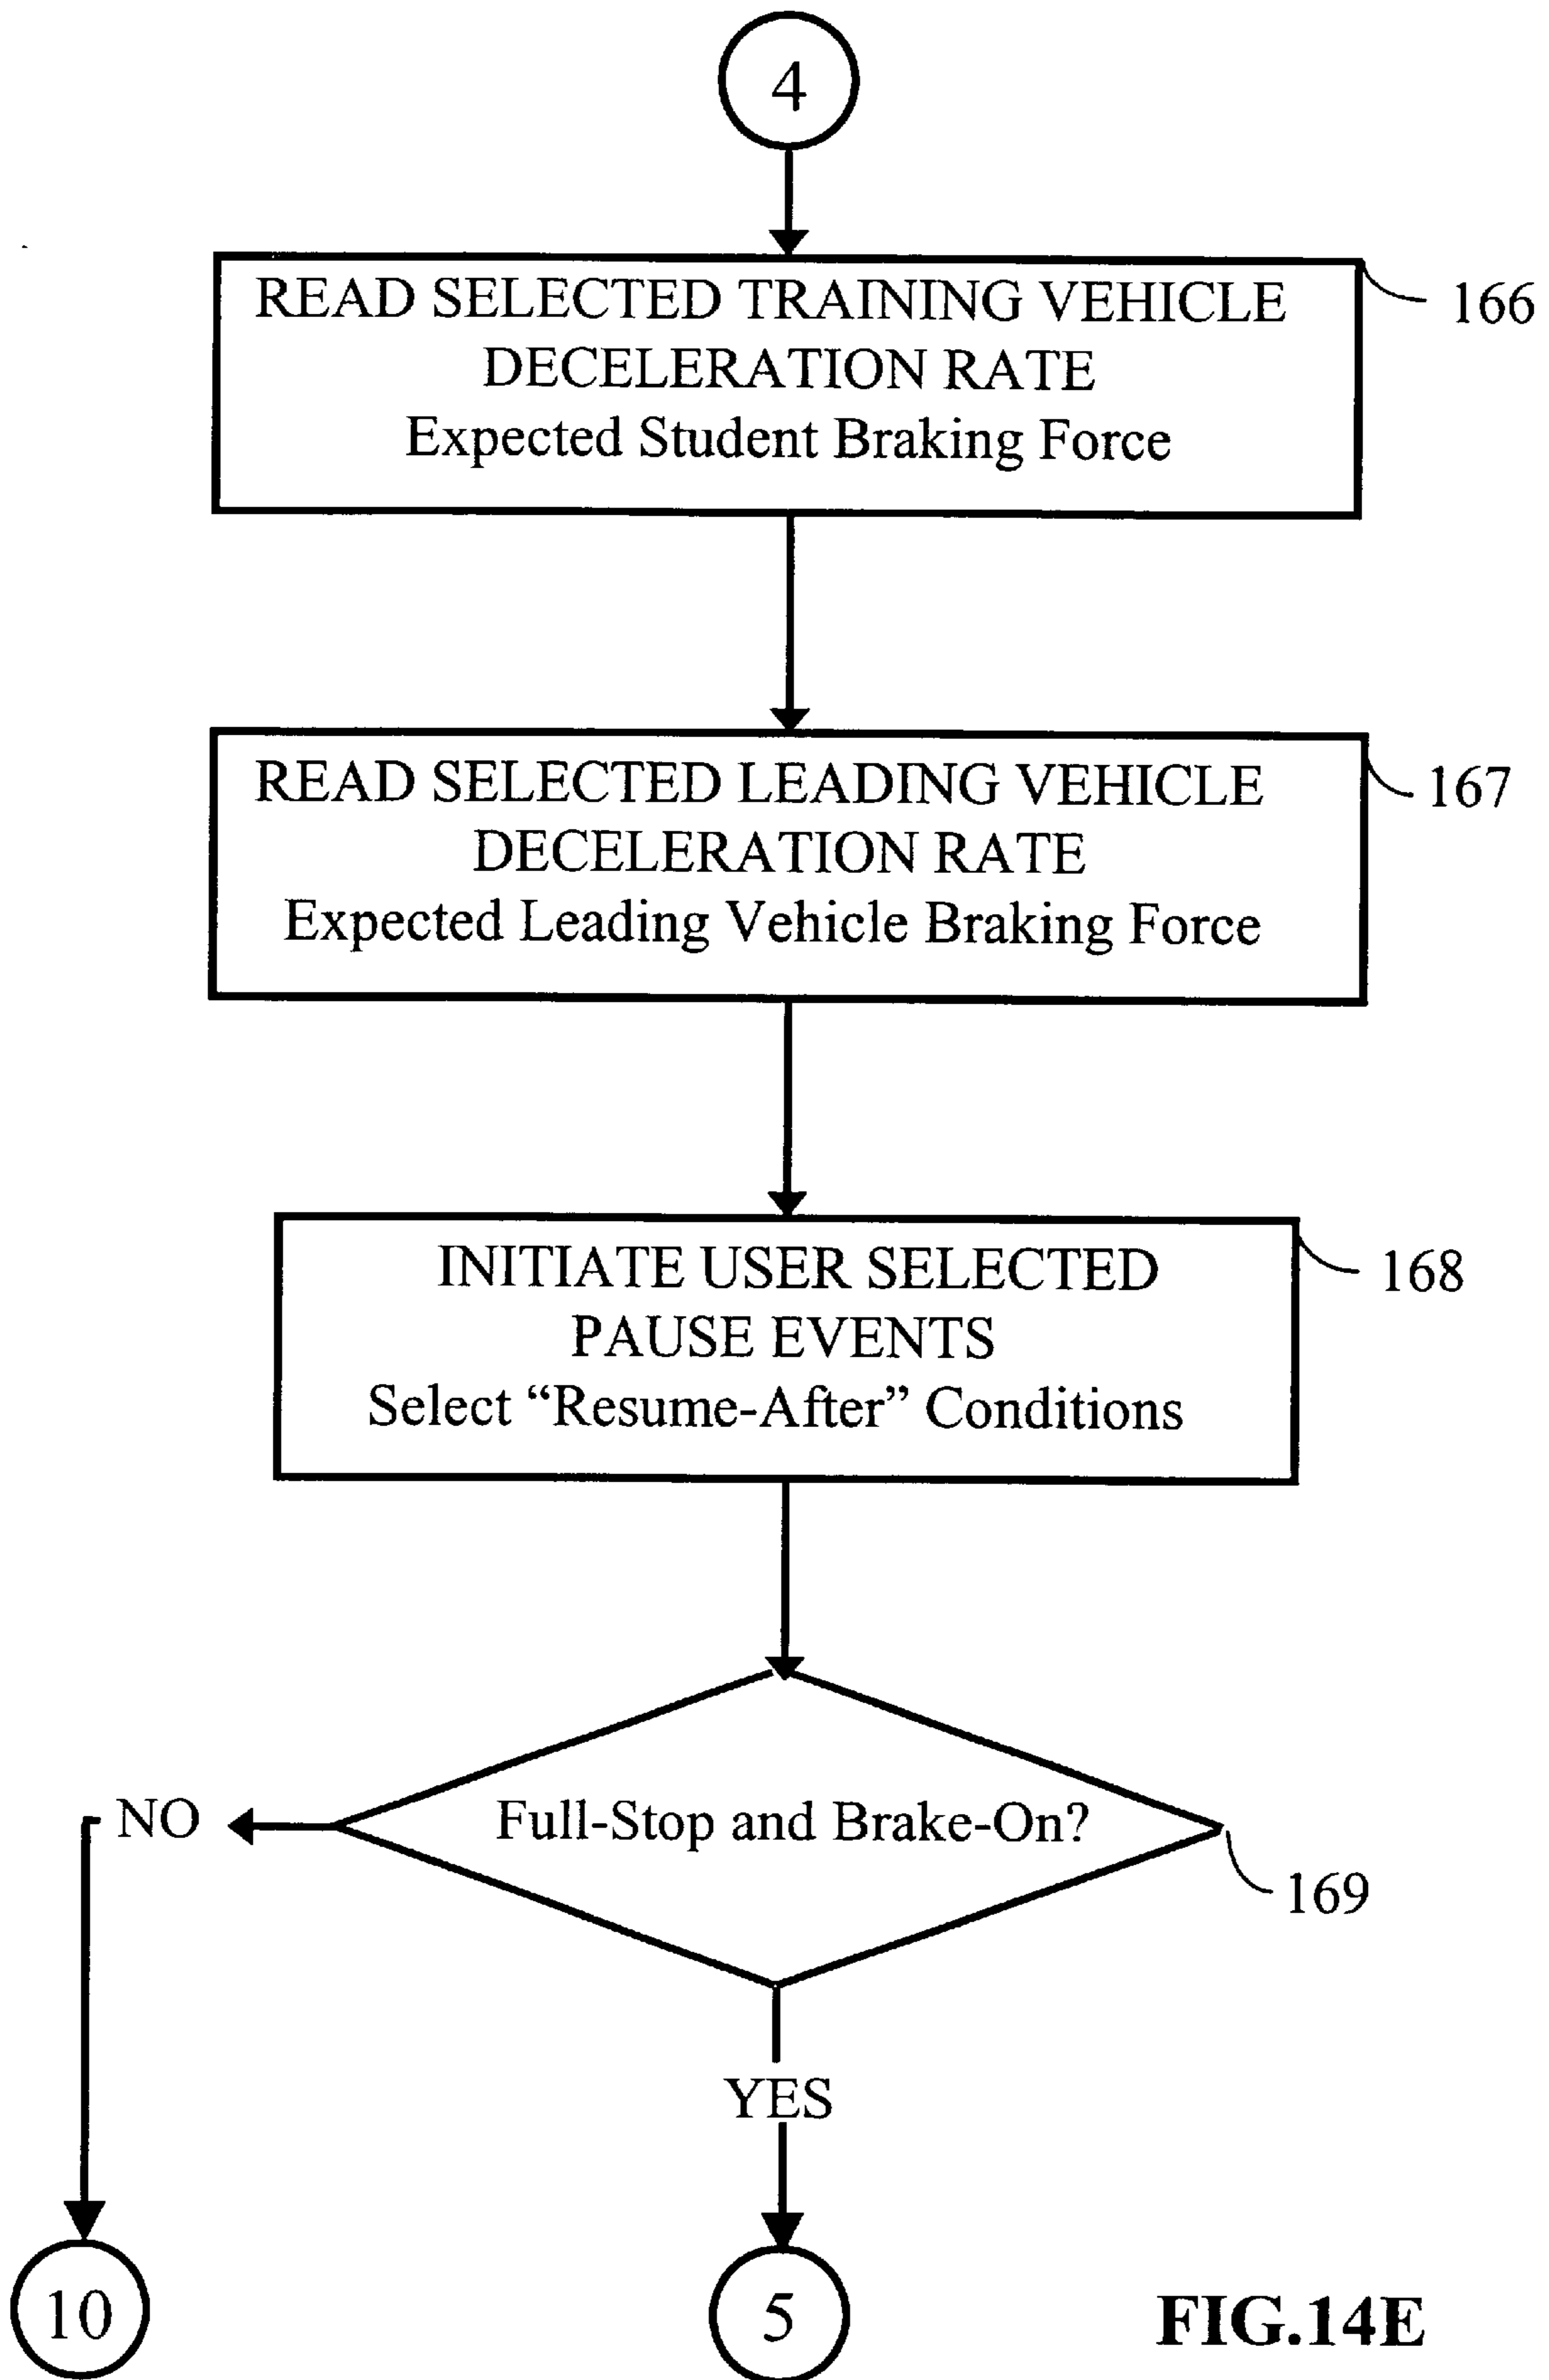 4
READ SELECTED TRAINING VEHICLE
DECELERATION RATE
Expected Student Braking Force
166
READ SELECTED LEADING VEHICLE
DECELERATION RATE
Expected Leading Vehicle Braking Force
167
INITIATE USER SELECTED
PAUSE EVENTS
Select “Resume-After” Conditions
168
Full-Stop and Brake-On?
NO
169
YES
10
5
FIG.14E